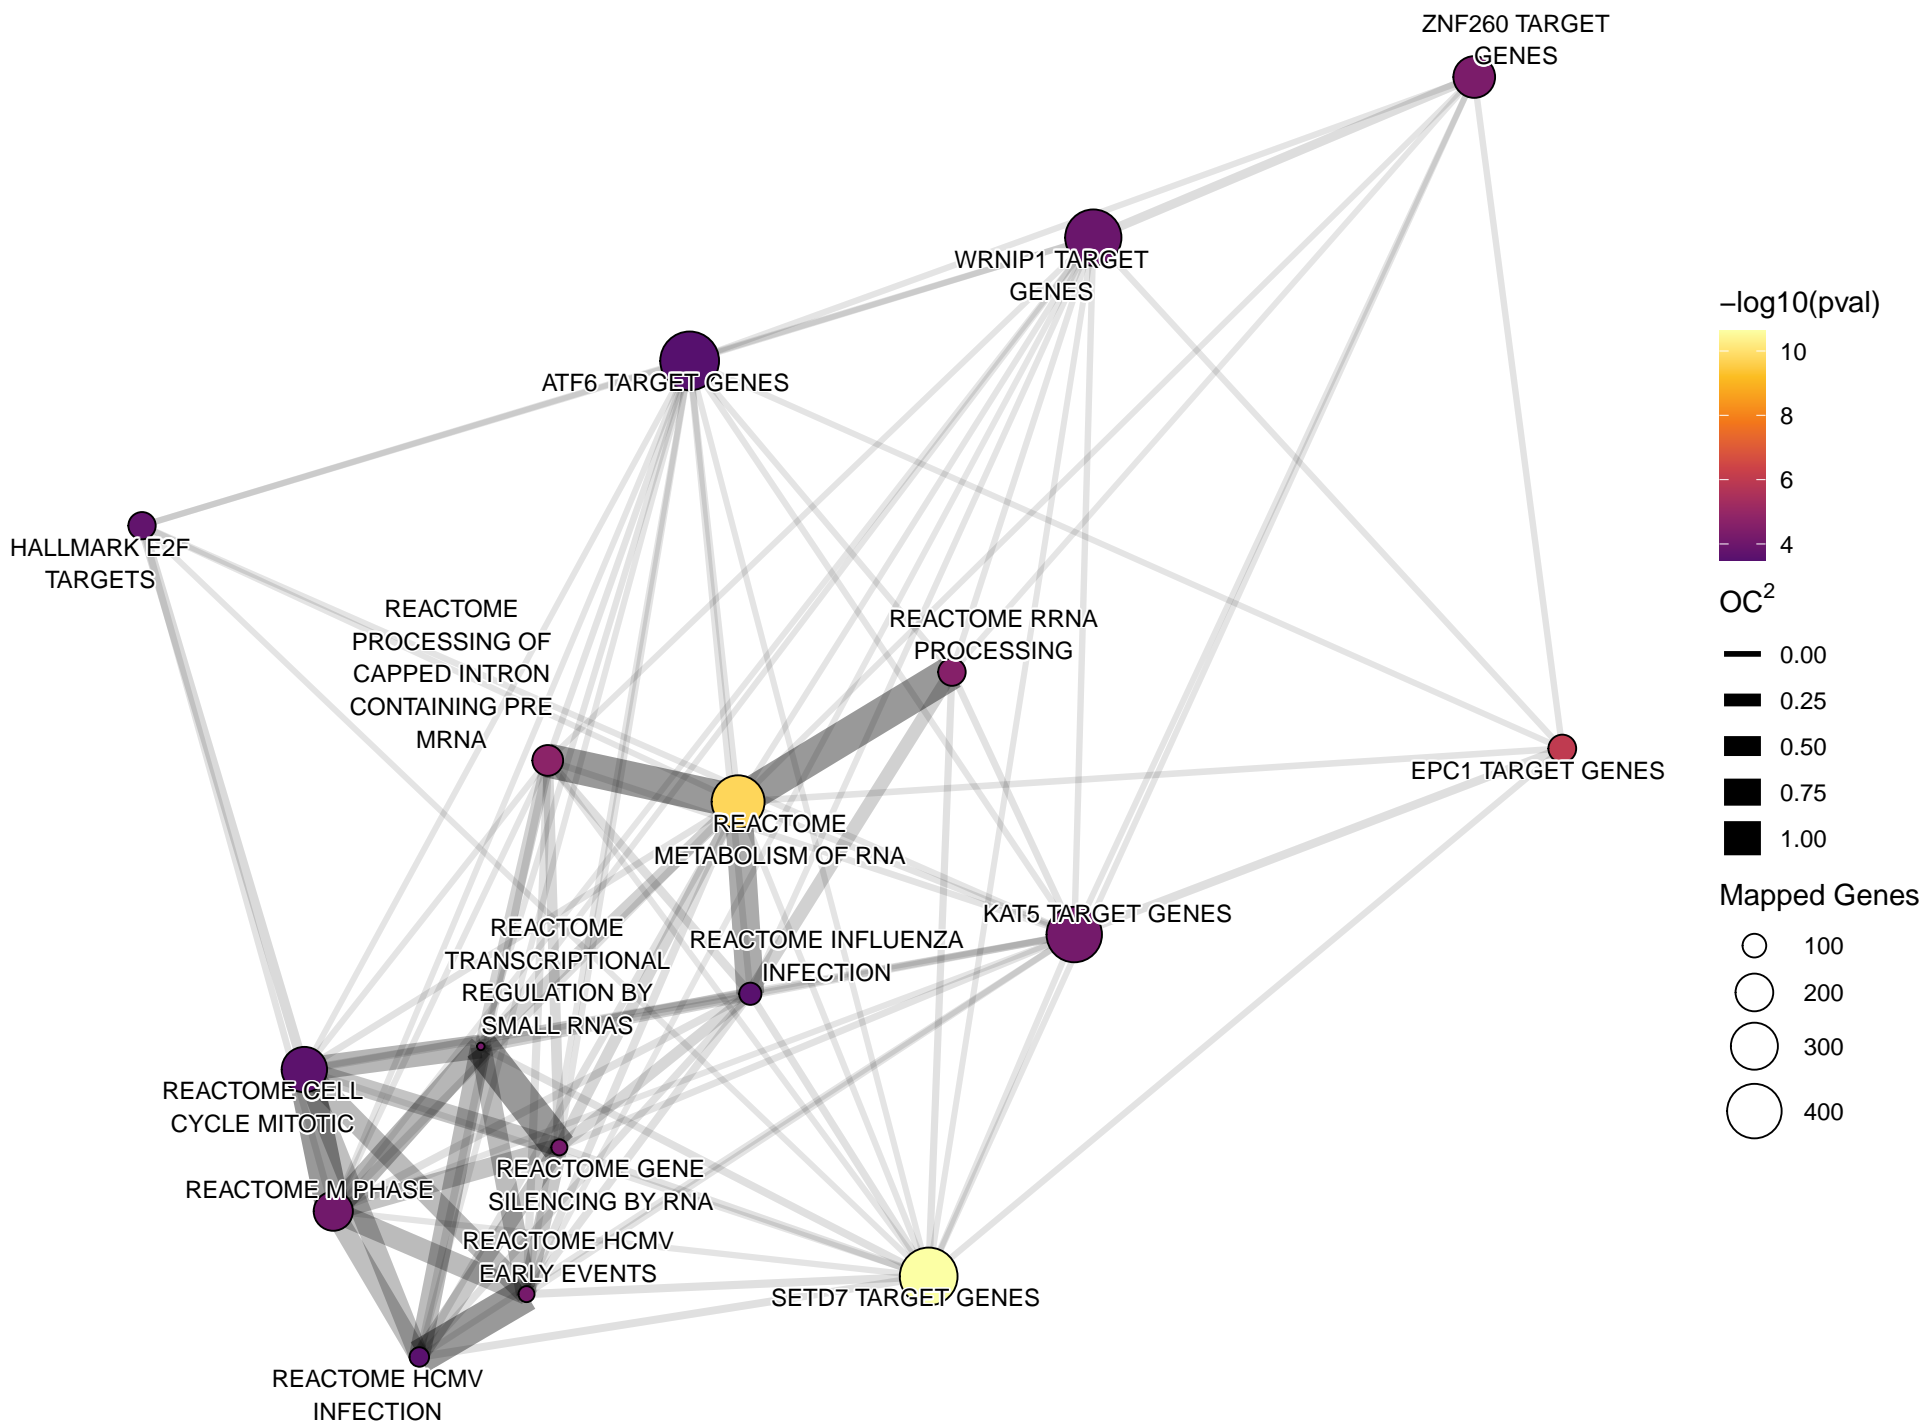 ZNF260 TARGET
GENES
WRNIP1 TARGET
GENES
ATF6 TARGET GENES
HALLMARK E2F
TARGETS
REACTOME
PROCESSING OF
CAPPED INTRON
CONTAINING PRE
MRNA
REACTOME RRNA
PROCESSING
EPC1 TARGET GENES
REACTOME
METABOLISM OF RNA
KAT5 TARGET GENES
REACTOME
TRANSCRIPTIONAL
REGULATION BY
SMALL RNAS
REACTOME INFLUENZA
INFECTION
REACTOME CELL
CYCLE MITOTIC
REACTOME GENE
SILENCING BY RNA
REACTOME M PHASE
REACTOME HCMV
EARLY EVENTS
SETD7 TARGET GENES
REACTOME HCMV
INFECTION
−log10(pval)
10
8
6
4
OC²
0.00
0.25
0.50
0.75
1.00
Mapped Genes
100
200
300
400